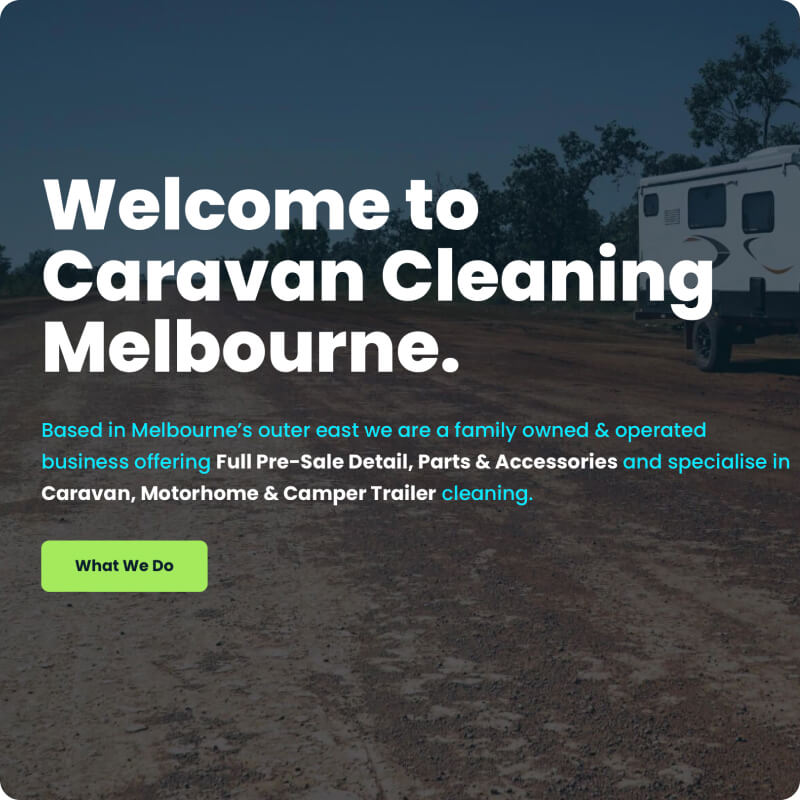 Welcome to
Caravan Cleaning
Melbourne.
Based in Melbourne’s outer east we are a family owned & operated
business offering Full Pre-Sale Detail, Parts & Accessories and specialise in
Caravan, Motorhome & Camper Trailer cleaning.
What We Do